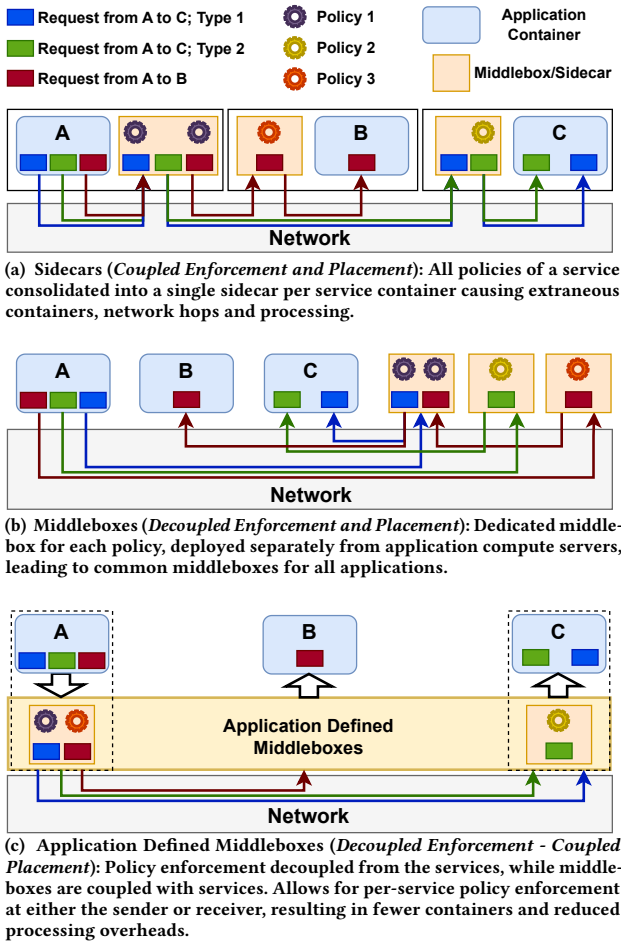 Request from A to C; Type 1
Policy 1
Application
Container
Request from A to C; Type 2
Policy 2
Middlebox/Sidecar
Request from A to B
Policy 3
A
B
C
Network
(a) Sidecars (Coupled Enforcement and Placement): All policies of a service
consolidated into a single sidecar per service container causing extraneous
containers, network hops and processing.
A
B
C
Network
(b) Middleboxes (Decoupled Enforcement and Placement): Dedicated middle-
box for each policy, deployed separately from application compute servers,
leading to common middleboxes for all applications.
A
B
C
Application Defined
Middleboxes
Network
(c) Application Defined Middleboxes (Decoupled Enforcement - Coupled
Placement): Policy enforcement decoupled from the services, while middle-
boxes are coupled with services. Allows for per-service policy enforcement
at either the sender or receiver, resulting in fewer containers and reduced
processing overheads.